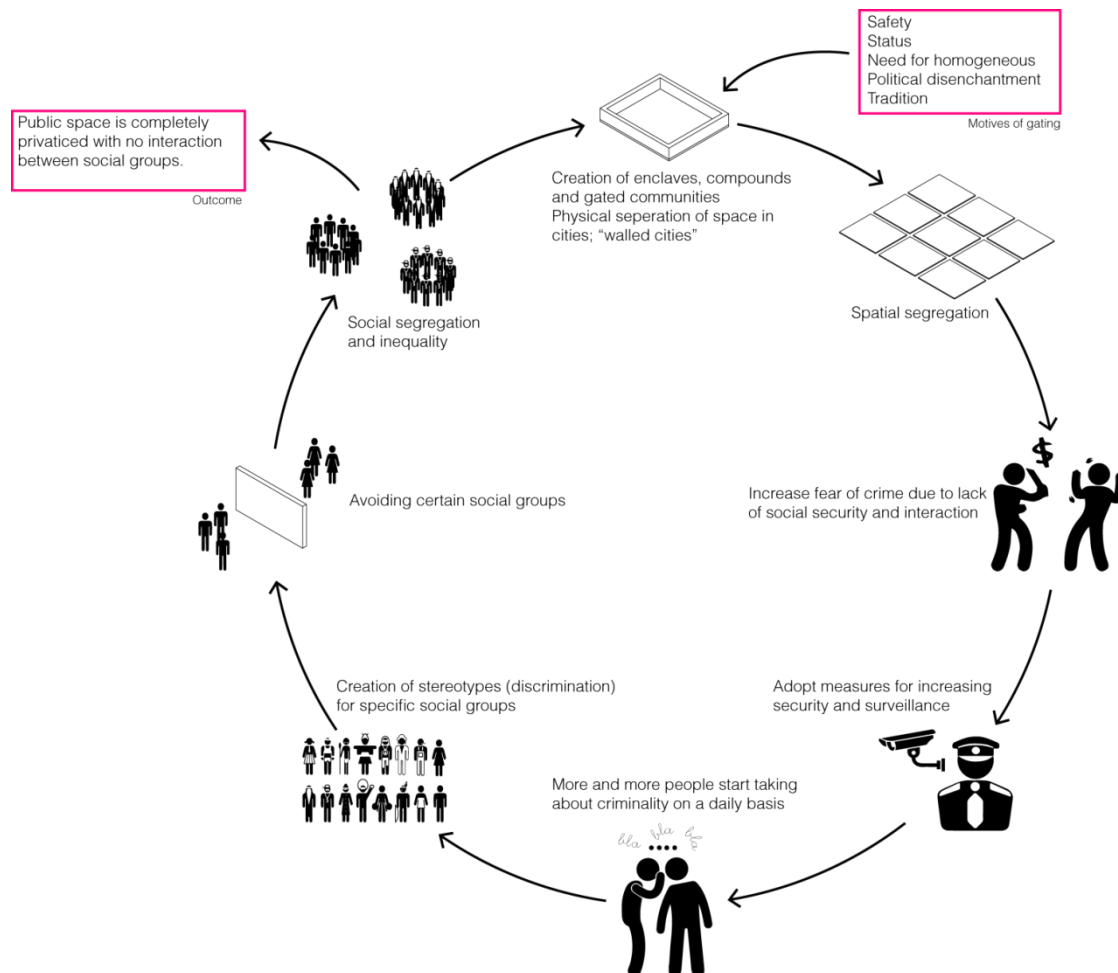 Safety
Status
Need for homogeneous
Political disenchantment
Tradition
Motives of gating
Public space is completely
privaticed with no interaction
between social groups.
Outcome
Creation of enclaves, compounds
and gated communities
Physical seperation of space in
cities; “walled cities”
Spatial segregation
$
Increase fear of crime due to lack
of social security and interaction
Adopt measures for increasing
security and surveillance
More and more people start taking
about criminality on a daily basis
bla bla bla
....
Creation of stereotypes (discrimination)
for specific social groups
Avoiding certain social groups
Social segregation
and inequality